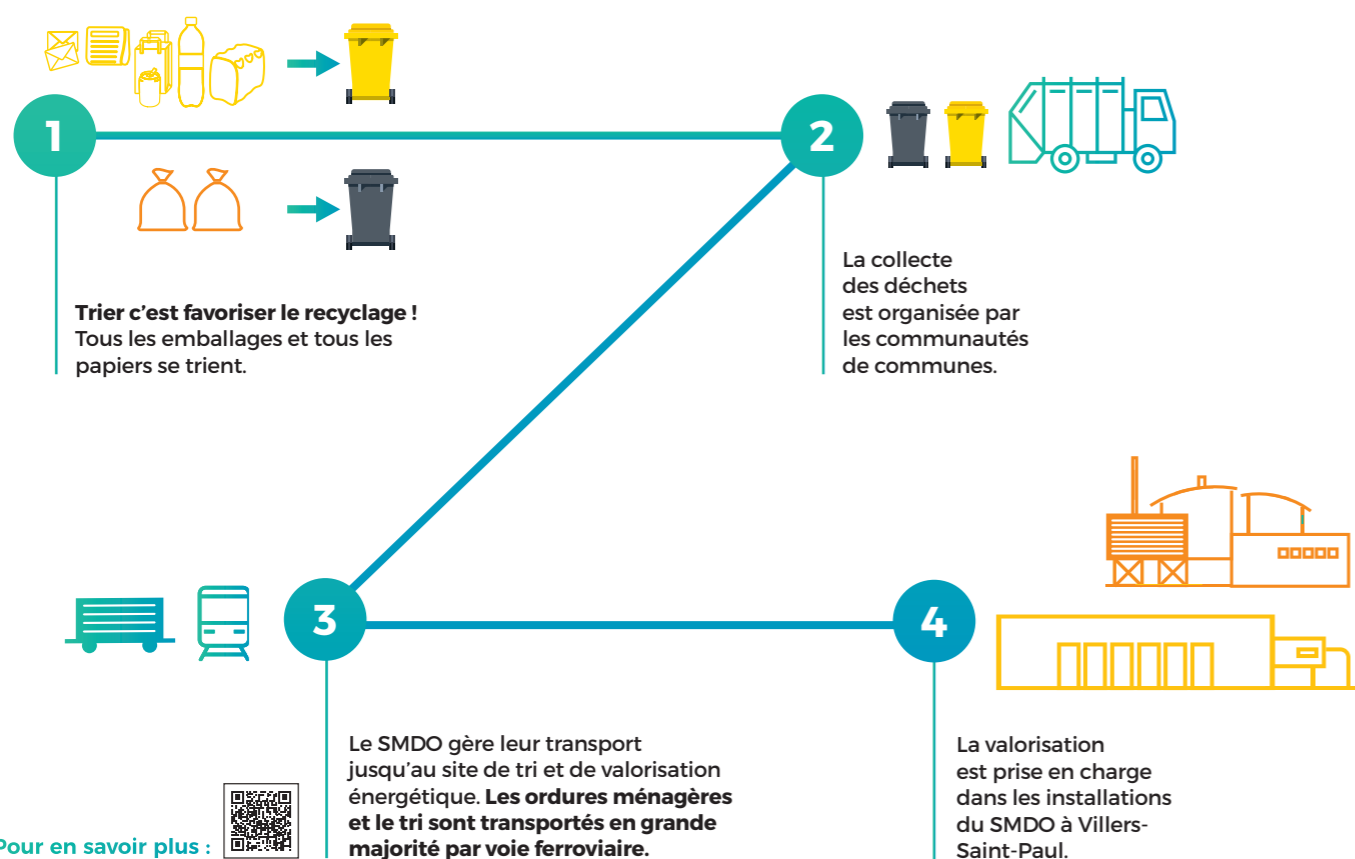 1
Trier c'est favoriser le recyclage !
Tous les emballages et tous les
papiers se trient.
2
La collecte
des déchets
est organisée par
les communautés
de communes.
3
Le SMDO gère leur transport
jusqu'au site de tri et de valorisation
énergétique. Les ordures ménagères
et le tri sont transportés en grande
majorité par voie ferroviaire.
Pour en savoir plus :
4
La valorisation
est prise en charge
dans les installations
du SMDO à Villers-
Saint-Paul.